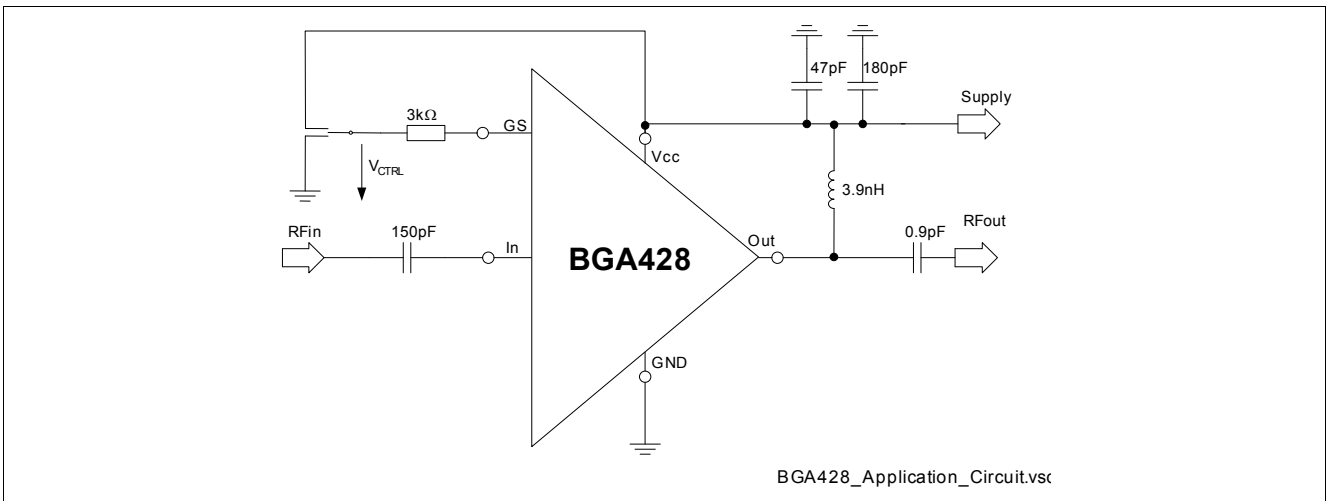 47pF
180pF
Supply
3kΩ
GS
Vcc
VCTRL
3.9nH
RFin
150pF
In
BGA428
Out
0.9pF
RFout
GND
BGA428_Application_Circuit.vsd